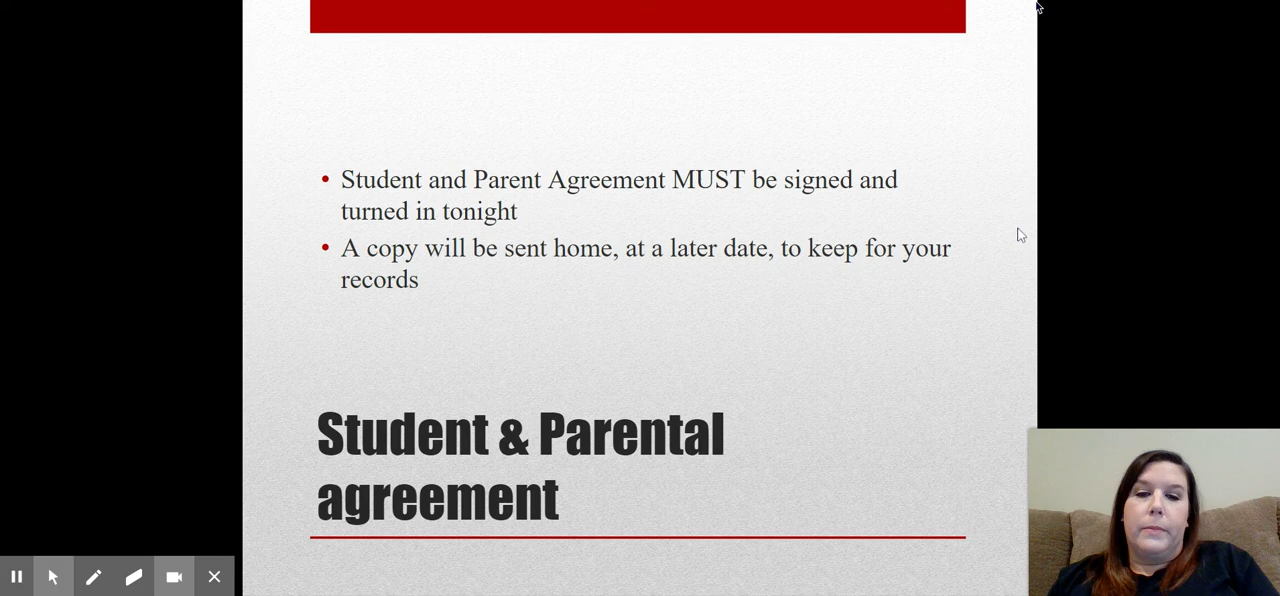 • Student and Parent Agreement MUST be signed and
turned in tonight
• A copy will be sent home, at a later date, to keep for your
records
Student & Parental
agreement